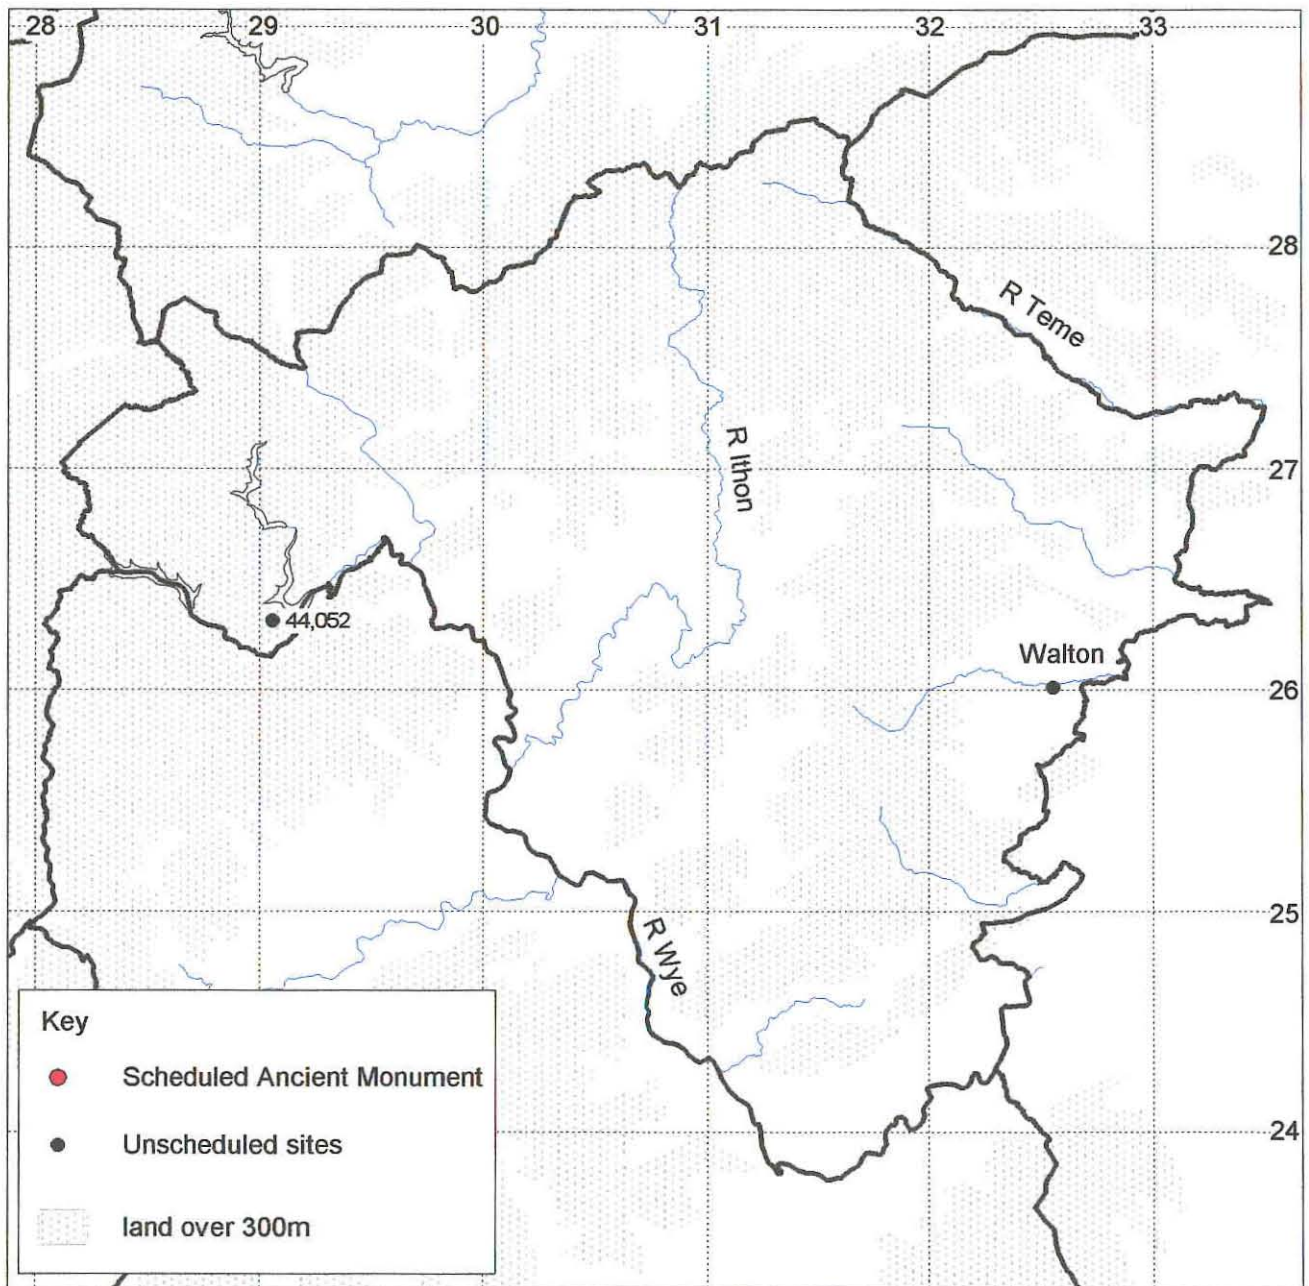 28 29 30 31 32 33
28
R Teme
R Ithon
27
44,052
Walton
26
25
R Wye
Key
Scheduled Ancient Monument
Unscheduled sites
24
land over 300m